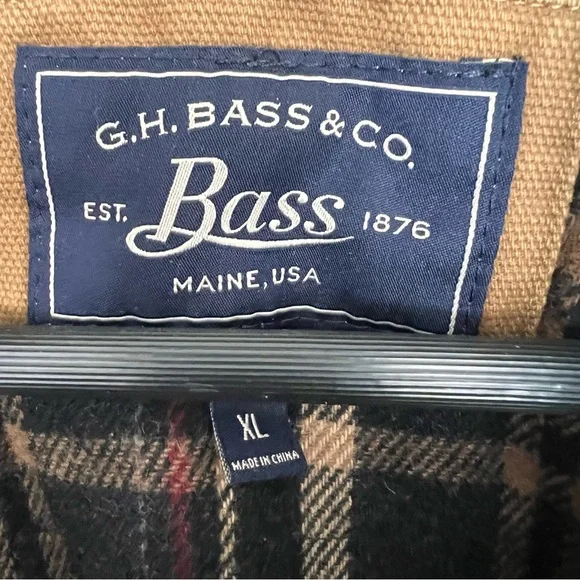 G.H. BASS & CO.
EST. Bass 1876
MAINE, USA
XL
MADE IN CHINA